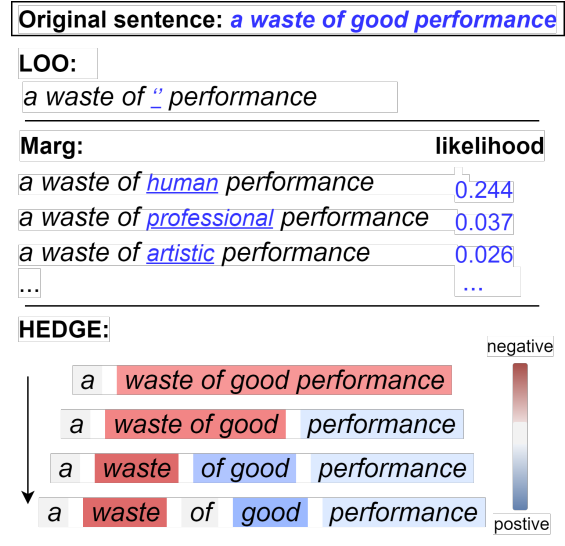 Original sentence: a waste of good performance
LOO:
a waste of ‘’ performance
Marg: likelihood
a waste of human performance 0.244
a waste of professional performance 0.037
a waste of artistic performance 0.026
... ...
HEDGE:
negative
a waste of good performance
a waste of good performance
a waste of good performance
a waste of good performance
postive